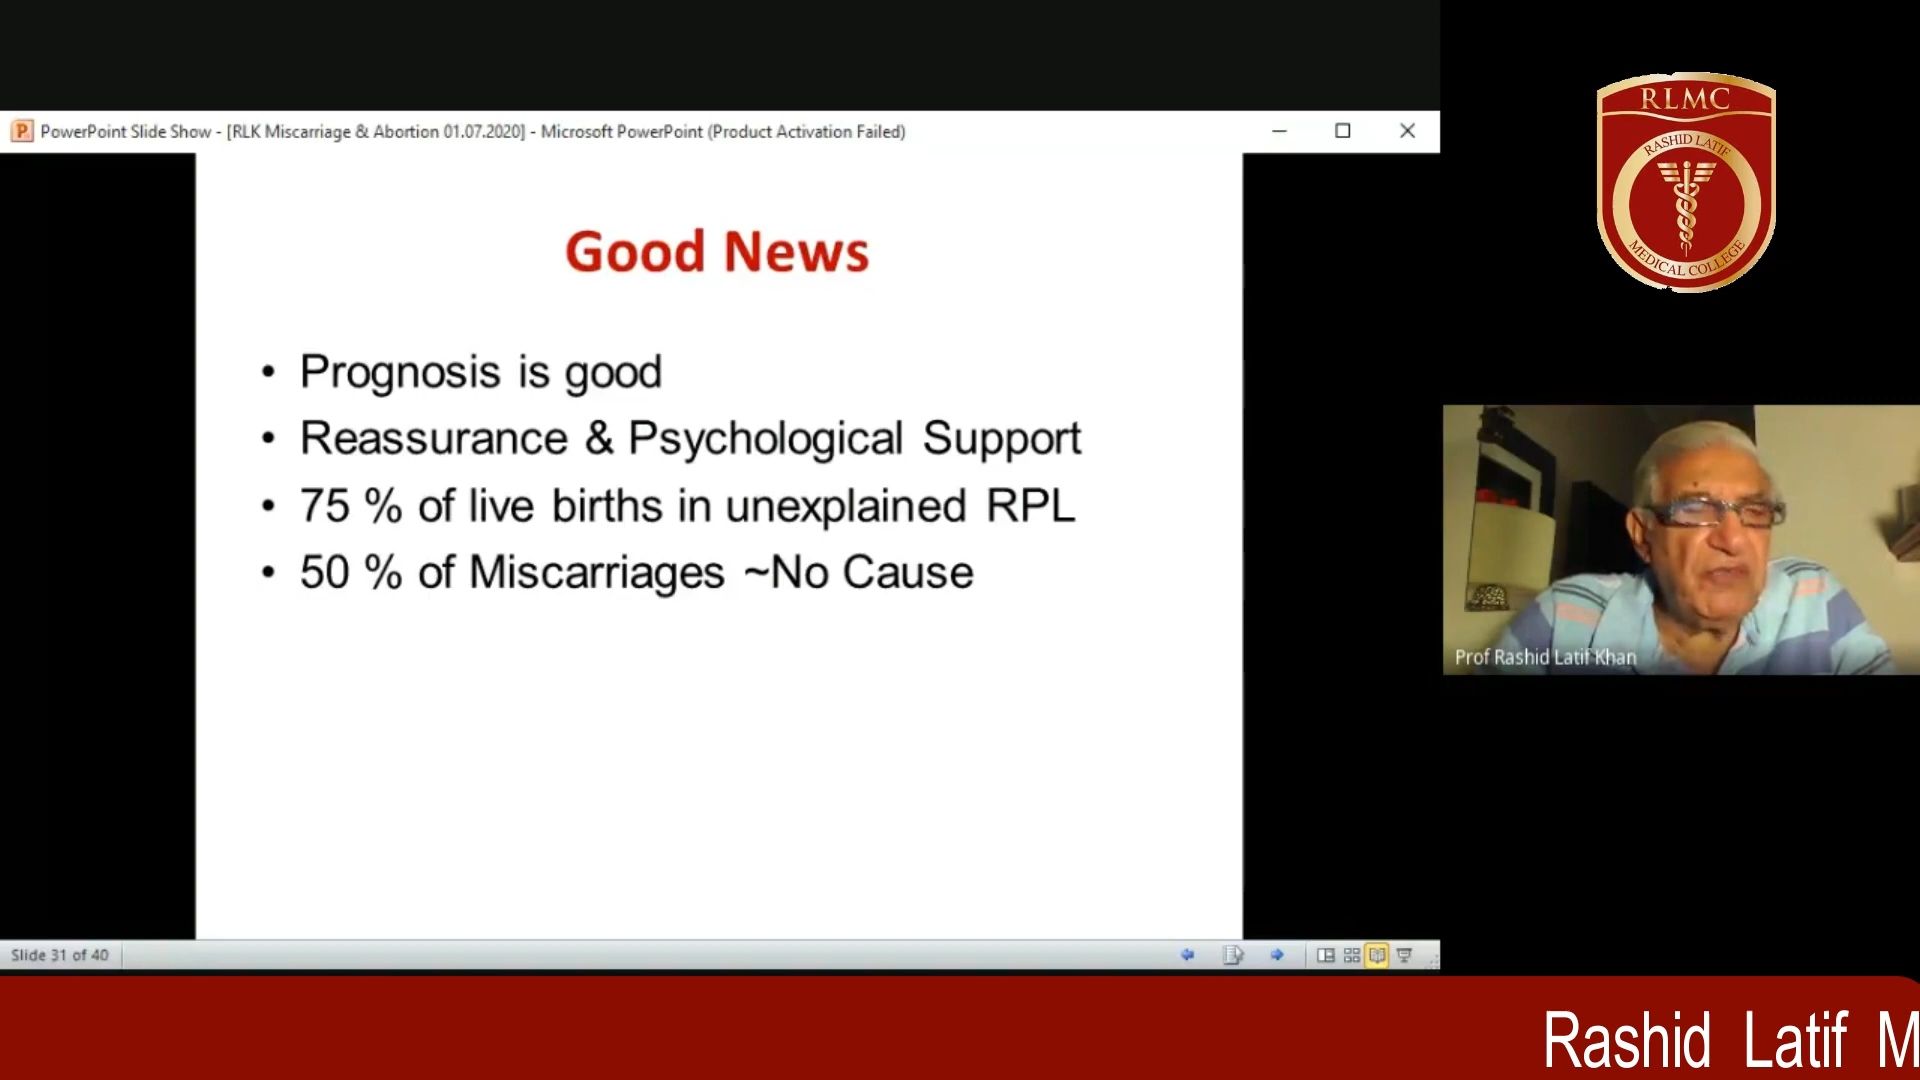 PowerPoint Slide Show - [RLK Miscarriage & Abortion 01.07.2020] - Microsoft PowerPoint (Product Activation Failed)
Good News
• Prognosis is good
• Reassurance & Psychological Support
• 75 % of live births in unexplained RPL
• 50 % of Miscarriages ~No Cause
Slide 31 of 40
RLMC
RASHID LATIF
MEDICAL COLLEGE
Prof Rashid Latif Khan
Rashid Latif M